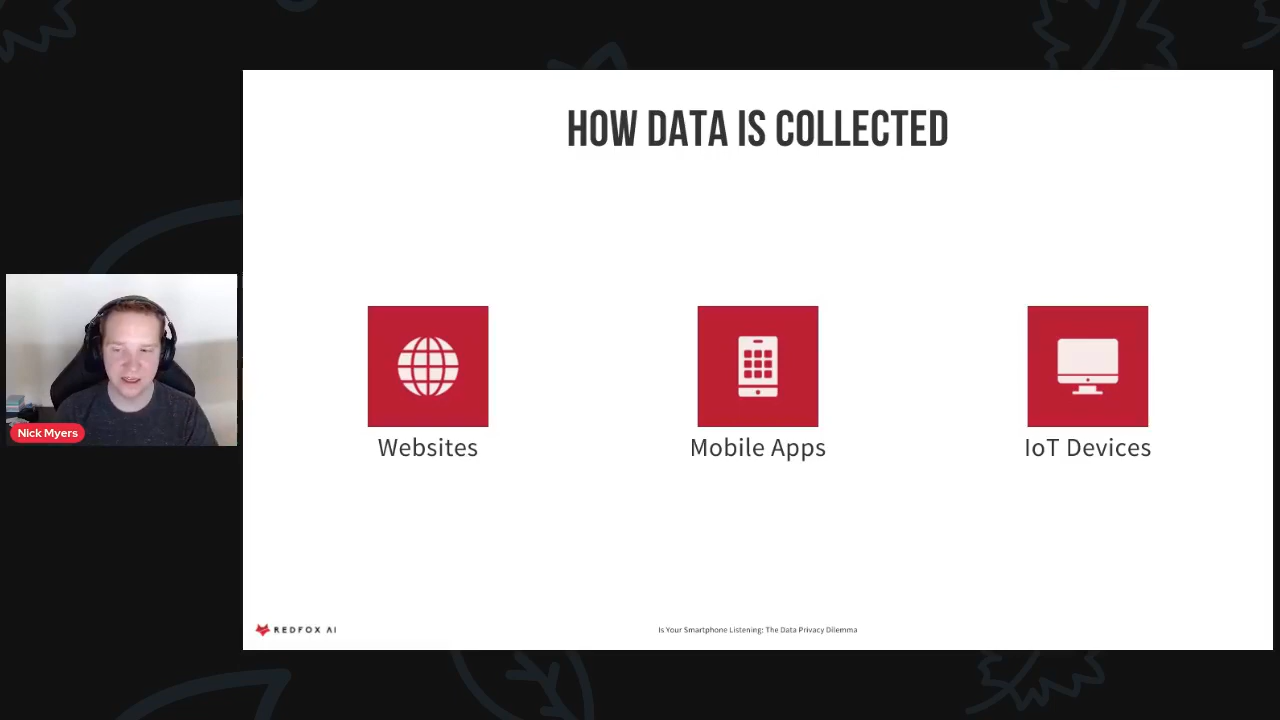 HOW DATA IS COLLECTED
Nick Myers
Websites
Mobile Apps
IoT Devices
REDFOX AI
Is Your Smartphone Listening: The Data Privacy Dilemma